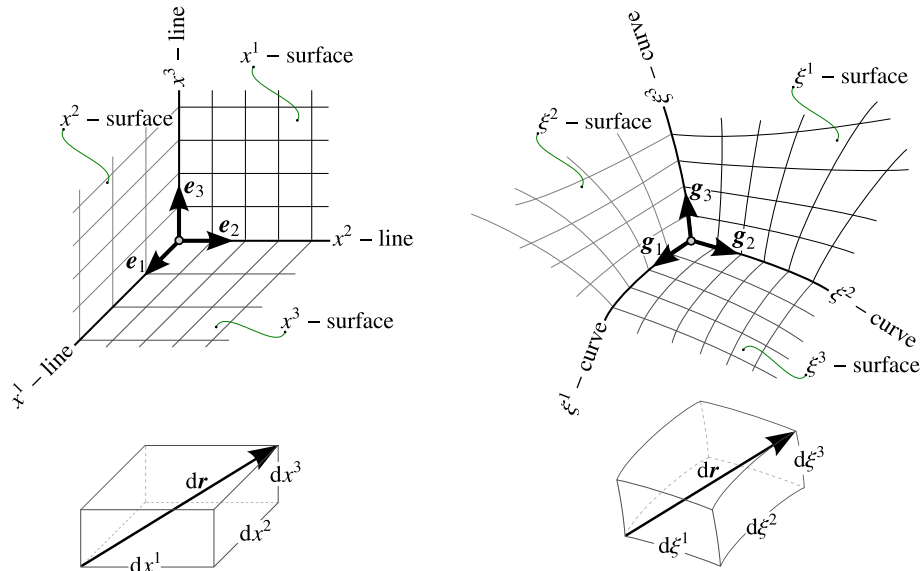 x³ – line
x¹ – surface
x² – surface
e₃
e₂
e₁
x² – line
x³ – surface
x¹ – line
ξ³ – curve
ξ¹ – surface
ξ² – surface
g₃
g₁
g₂
ξ² – curve
ξ³ – surface
ξ¹ – curve
dr
dx³
dx²
dx¹
dr
dξ³
dξ²
dξ¹